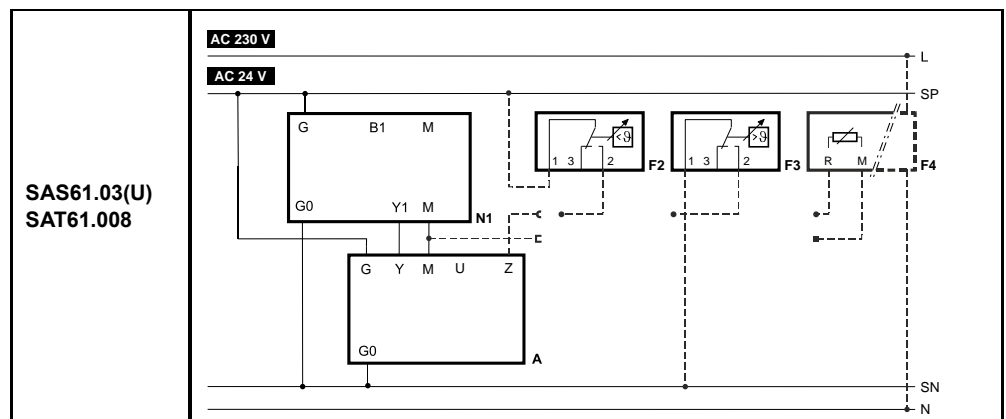 AC 230 V
L
AC 24 V
SP
G B1 M
G0 Y1 M
N1
1 3 2
<ϑ
F2
1 3 2
>ϑ
F3
R M
F4
SAS61.03(U)
SAT61.008
G Y M U Z
G0
A
SN
N